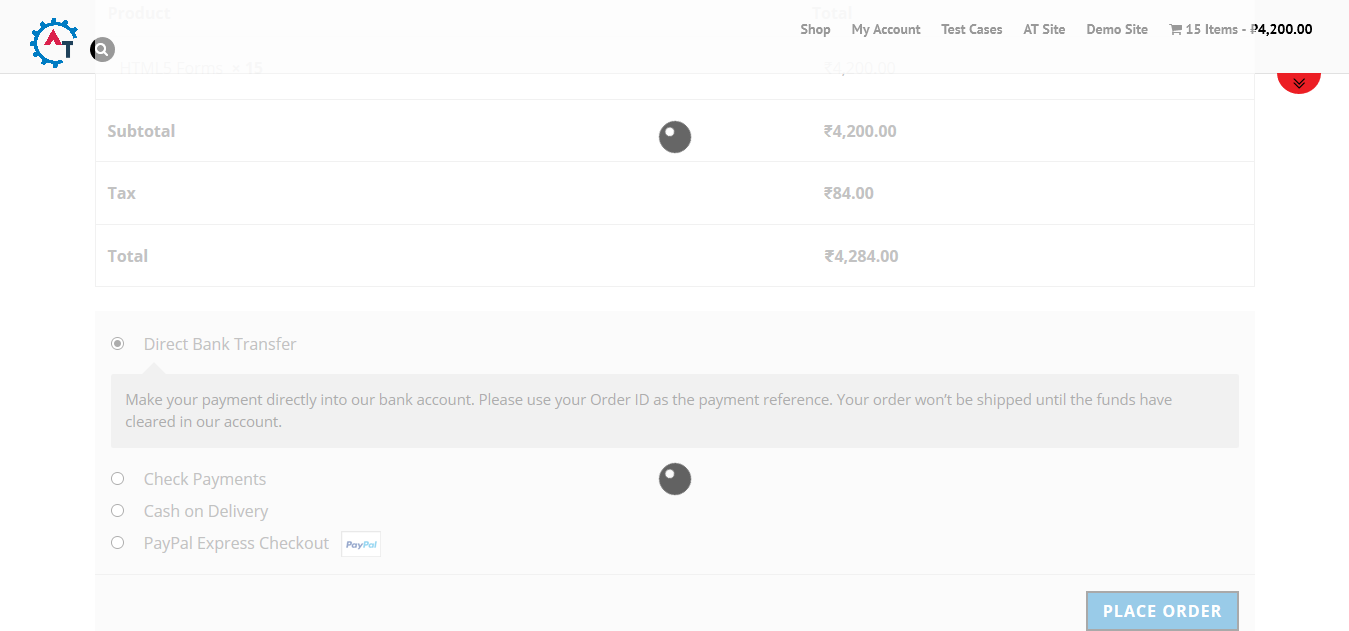 Product Total
Shop My Account Test Cases AT Site Demo Site 15 Items - ₹4,200.00
AT
HTML5 Forms × 15 ₹4,200.00
Subtotal ₹4,200.00
Tax ₹84.00
Total ₹4,284.00
Direct Bank Transfer
Make your payment directly into our bank account. Please use your Order ID as the payment reference. Your order won't be shipped until the funds have
cleared in our account.
Check Payments
Cash on Delivery
PayPal Express Checkout PayPal
PLACE ORDER